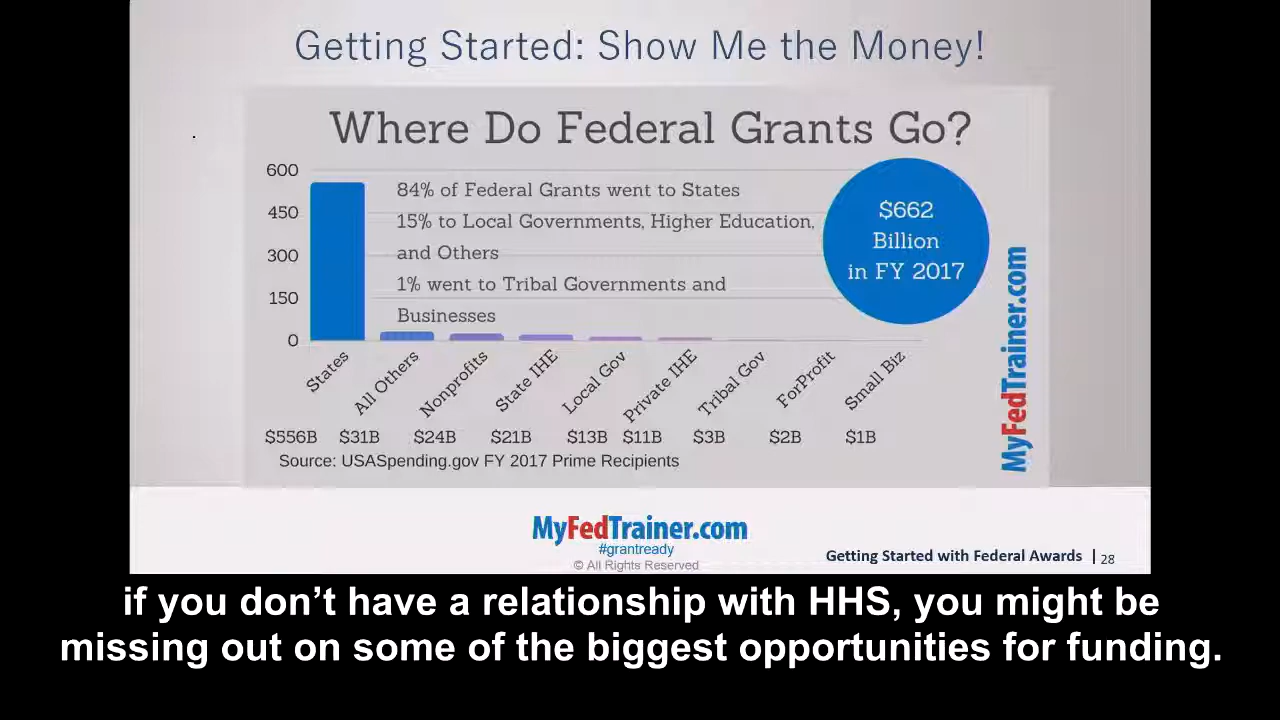 Getting Started: Show Me the Money!
Where Do Federal Grants Go?
600
450
300
150
0
84% of Federal Grants went to States
15% to Local Governments, Higher Education,
and Others
1% went to Tribal Governments and
Businesses
$662
Billion
in FY 2017
States
All Others
Nonprofits
State IHE
Local Gov
Private IHE
Tribal Gov
ForProfit
Small Biz
$556B $31B $24B $21B $13B $11B $3B $2B $1B
Source: USASpending.gov FY 2017 Prime Recipients
MyFedTrainer.com
MyFedTrainer.com
#grantready
© All Rights Reserved
Getting Started with Federal Awards | 28
if you don’t have a relationship with HHS, you might be
missing out on some of the biggest opportunities for funding.